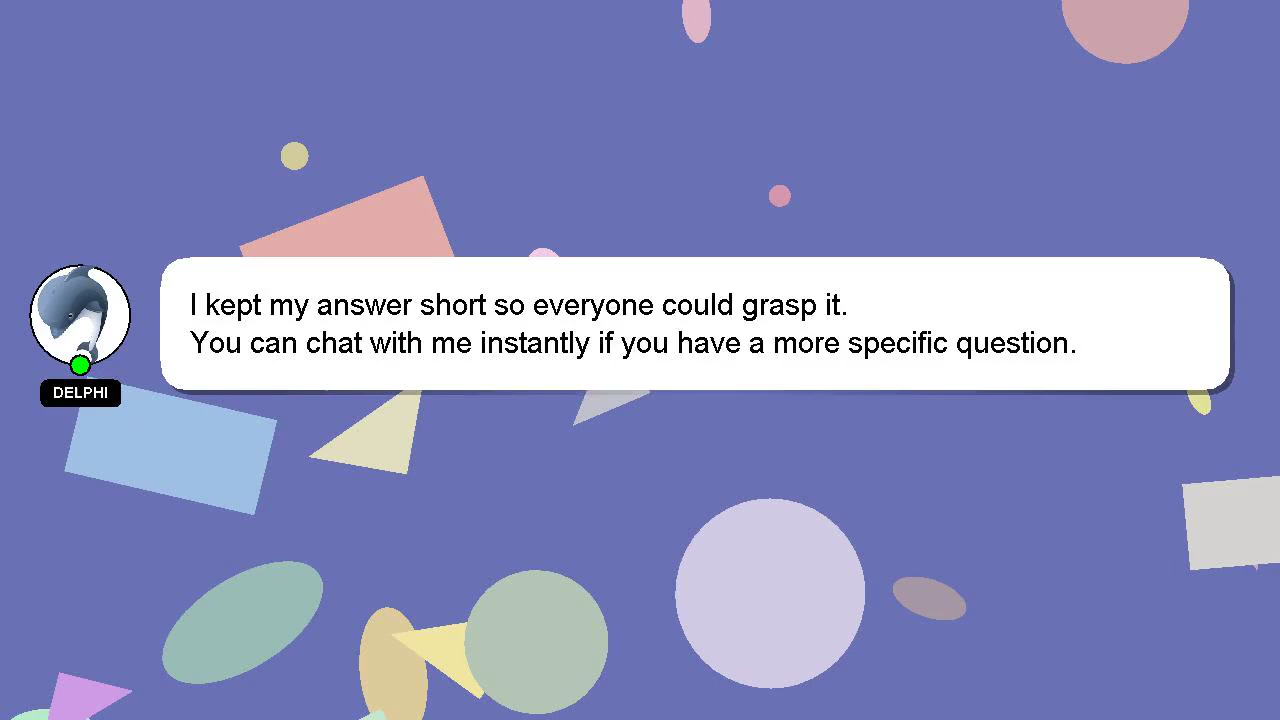 I kept my answer short so everyone could grasp it.
You can chat with me instantly if you have a more specific question.
DELPHI